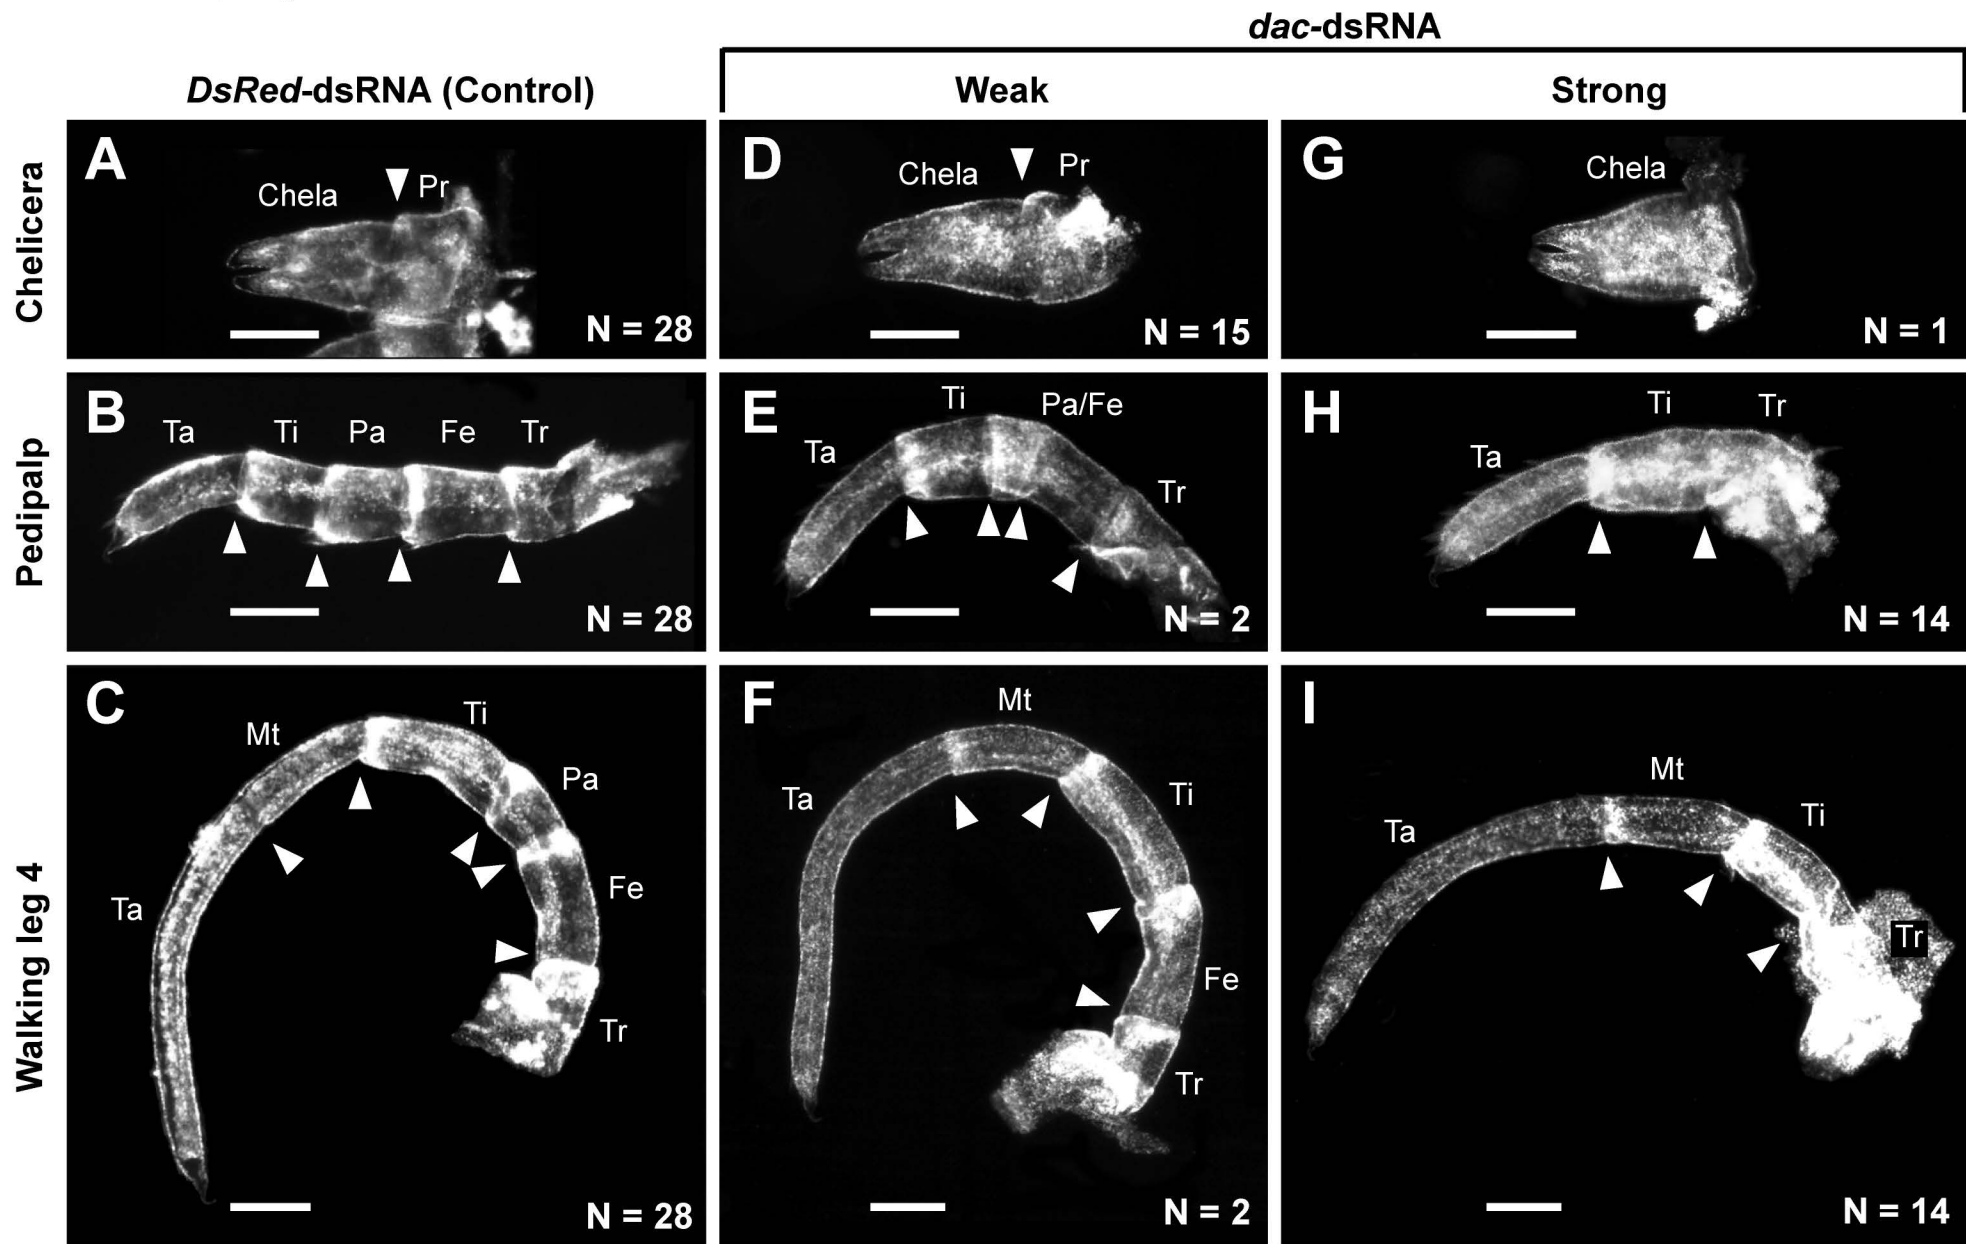 dac-dsRNA
DsRed-dsRNA (Control)
Weak
Strong
Chelicera
A
Chela
Pr
N = 28
D
Chela
Pr
N = 15
G
Chela
N = 1
Pedipalp
B
Ta
Ti
Pa
Fe
Tr
N = 28
E
Ta
Ti
Pa/Fe
Tr
N = 2
H
Ta
Ti
Tr
N = 14
Walking leg 4
C
Ta
Mt
Ti
Pa
Fe
Tr
N = 28
F
Ta
Mt
Ti
Fe
Tr
N = 2
I
Ta
Mt
Ti
Tr
N = 14